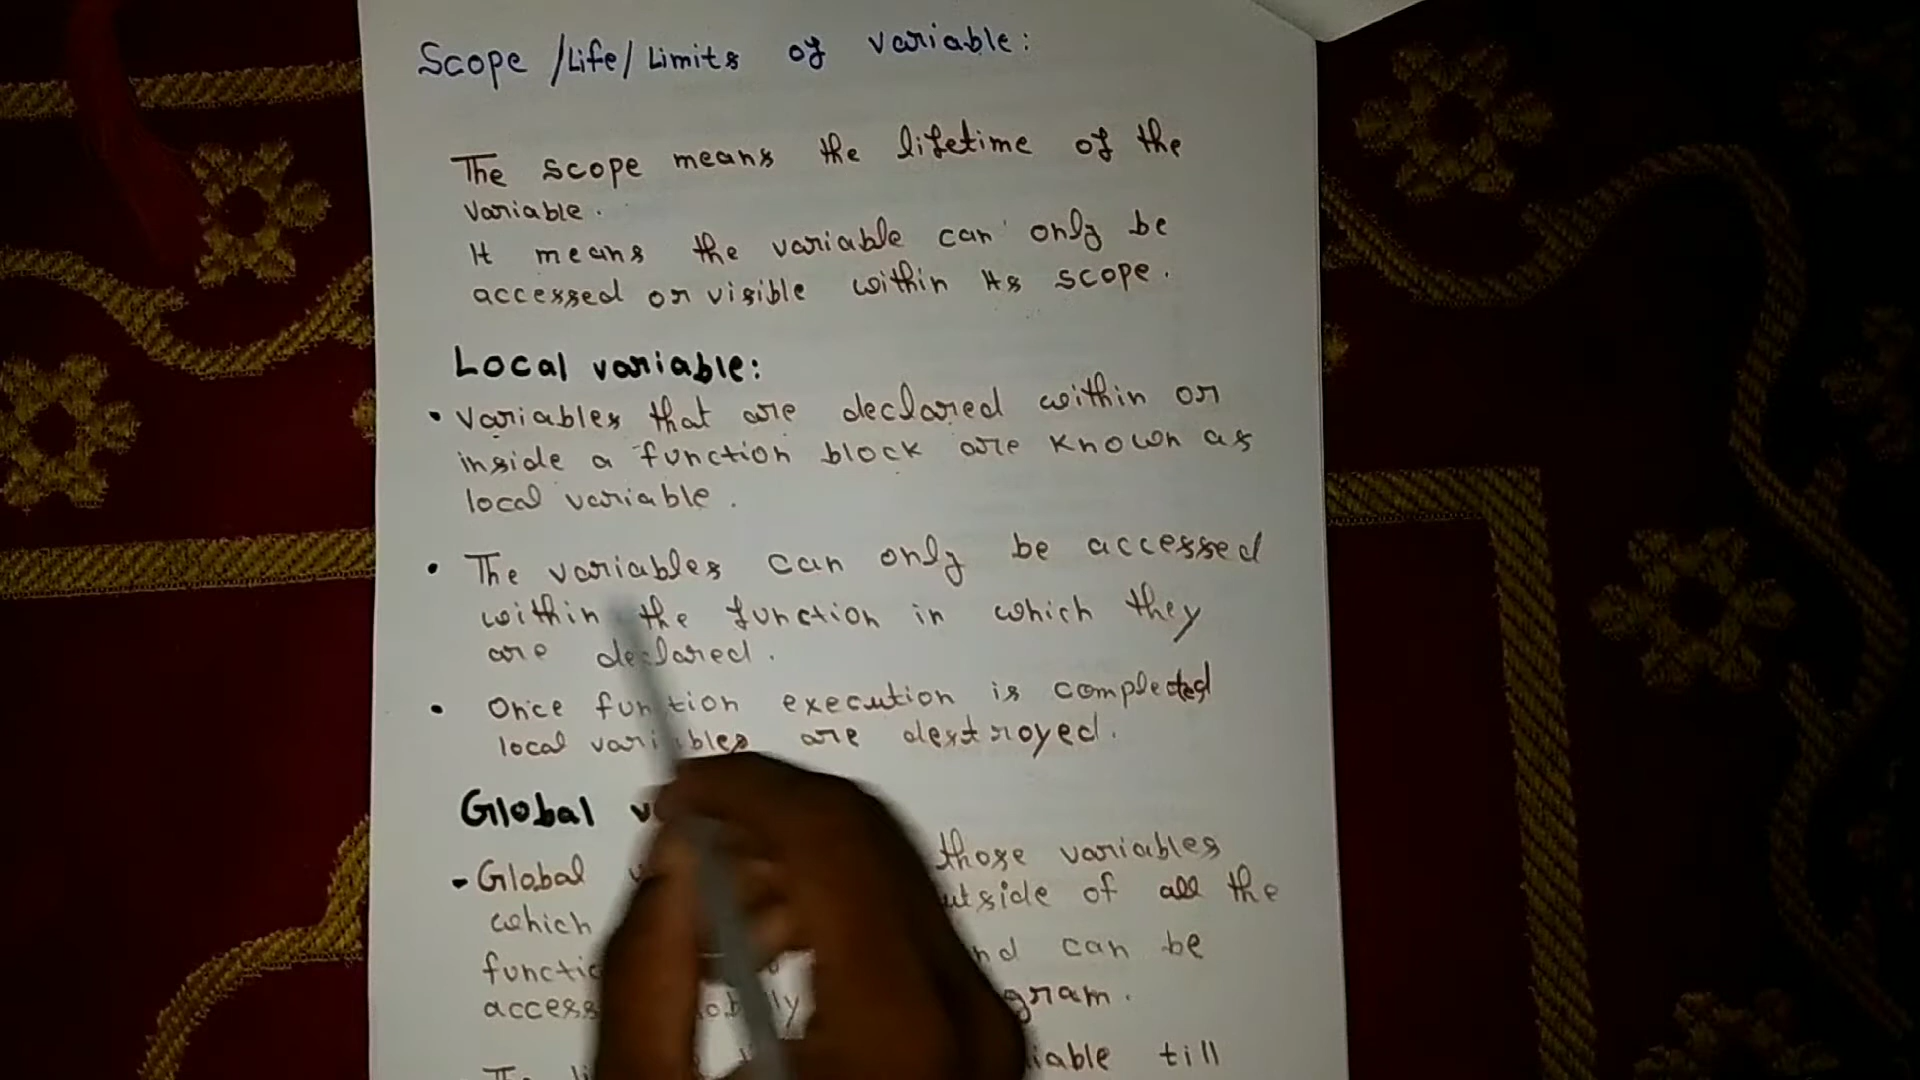 Scope /Life/ Limits of variable:
The scope means the lifetime of the
variable.
It means the variable can only be
accessed or visible within its scope.
Local variable:
• Variables that are declared within or
inside a function block are known as
local variable.
• The variables can only be accessed
within the function in which they
are declared.
• Once function execution is completed
local variables are destroyed.
Global
- Global those variables
which outside of all the
can be
iable till